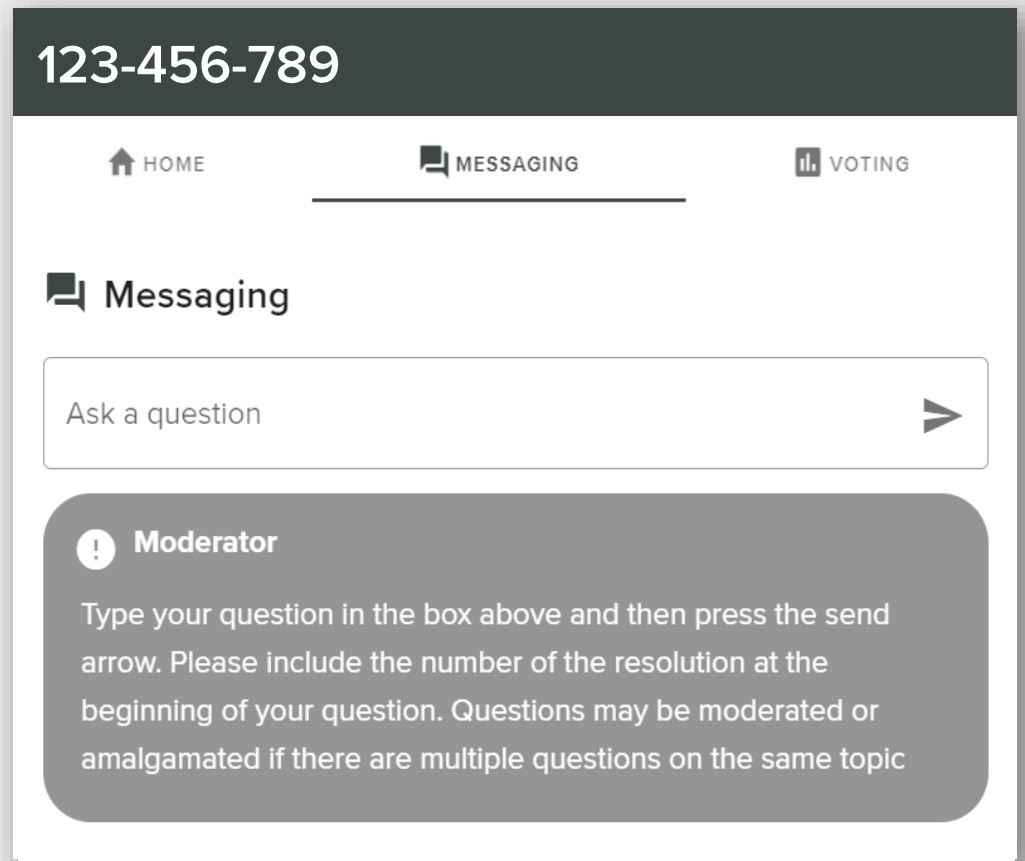 123-456-789
HOME MESSAGING VOTING
Messaging
Ask a question
Moderator
Type your question in the box above and then press the send
arrow. Please include the number of the resolution at the
beginning of your question. Questions may be moderated or
amalgamated if there are multiple questions on the same topic